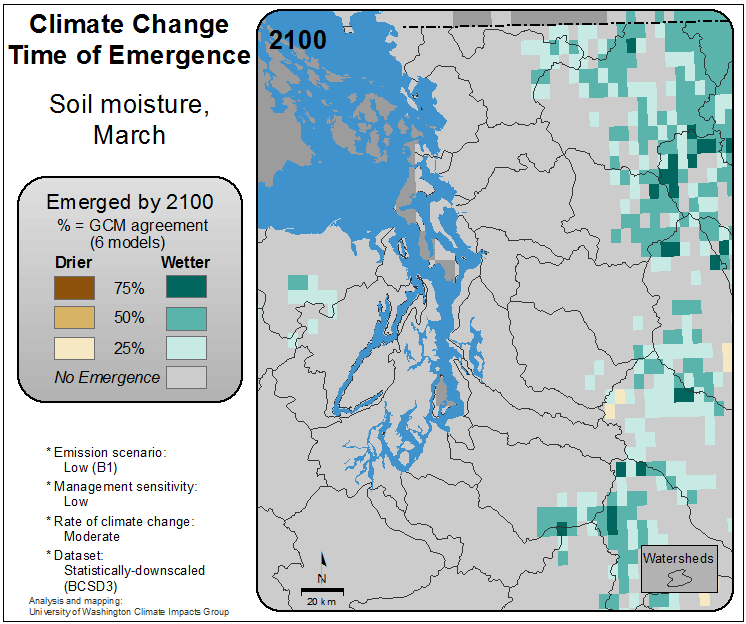 Climate Change
Time of Emergence
Soil moisture,
March
Emerged by 2100
% = GCM agreement
(6 models)
Drier
Wetter
75%
50%
25%
No Emergence
* Emission scenario:
Low (B1)
* Management sensitivity:
Low
* Rate of climate change:
Moderate
* Dataset:
Statistically-downscaled
(BCSD3)
Analysis and mapping:
University of Washington Climate Impacts Group
2100
N
20 km
Watersheds